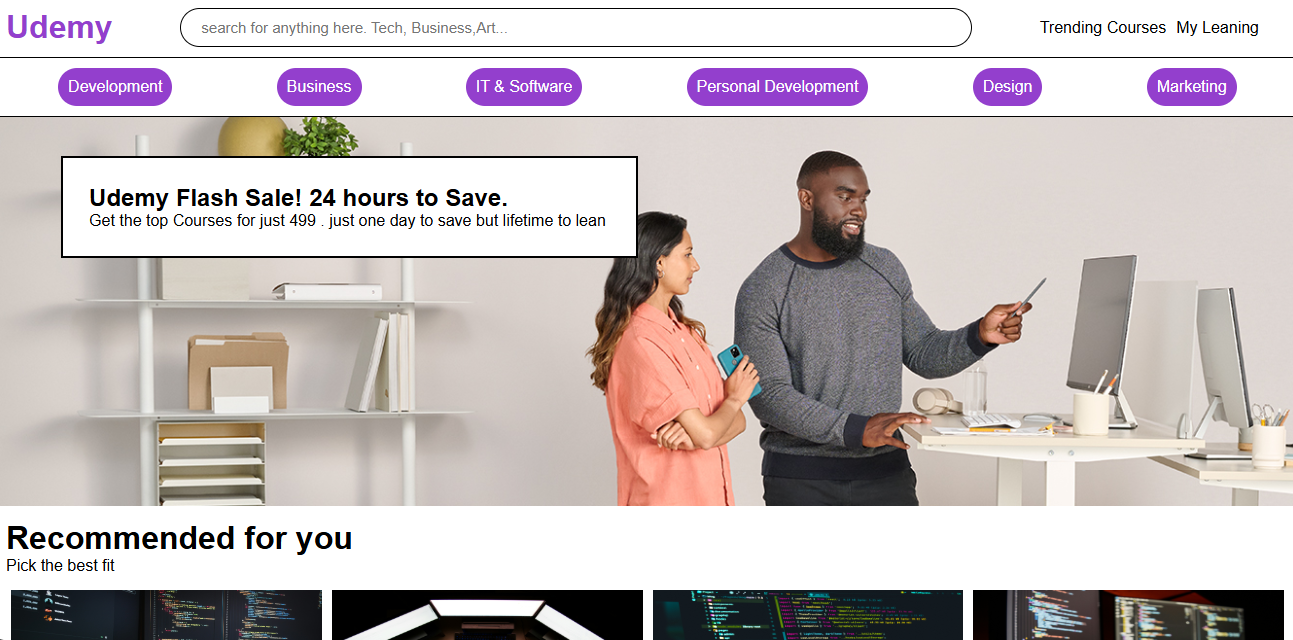 Udemy
search for anything here. Tech, Business,Art...
Trending Courses My Leaning
Development
Business
IT & Software
Personal Development
Design
Marketing
Udemy Flash Sale! 24 hours to Save.
Get the top Courses for just 499 . just one day to save but lifetime to lean
Recommended for you
Pick the best fit